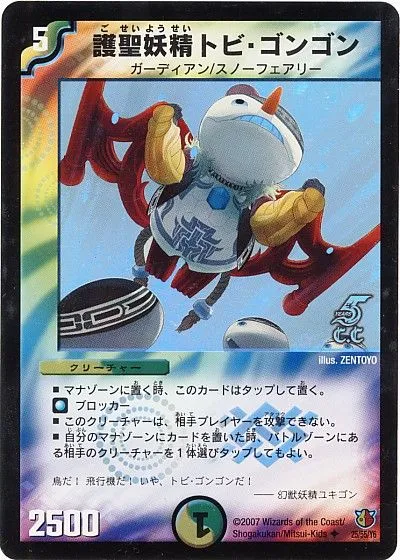 5
ごせいようせい
護聖妖精トビ・ゴンゴン
ガーディアン/スノーフェアリー
5 YEARS
C.C
illus. ZENTOYO
クリーチャー
■ マナゾーンに置く時、このカードはタップして置く。
ブロッカー
■ このクリーチャーは、相手プレイヤーを攻撃できない。
■ 自分のマナゾーンにカードを置いた時、バトルゾーンにあ
る相手のクリーチャーを1体選びタップしてもよい。
鳥だ! 飛行機だ! いや、トビ・ゴンゴンだ!
── 幻獣妖精ユキゴン
2500
1
©2007 Wizards of the Coast/
Shogakukan/Mitsui-Kids ◆ 25/55/Y6